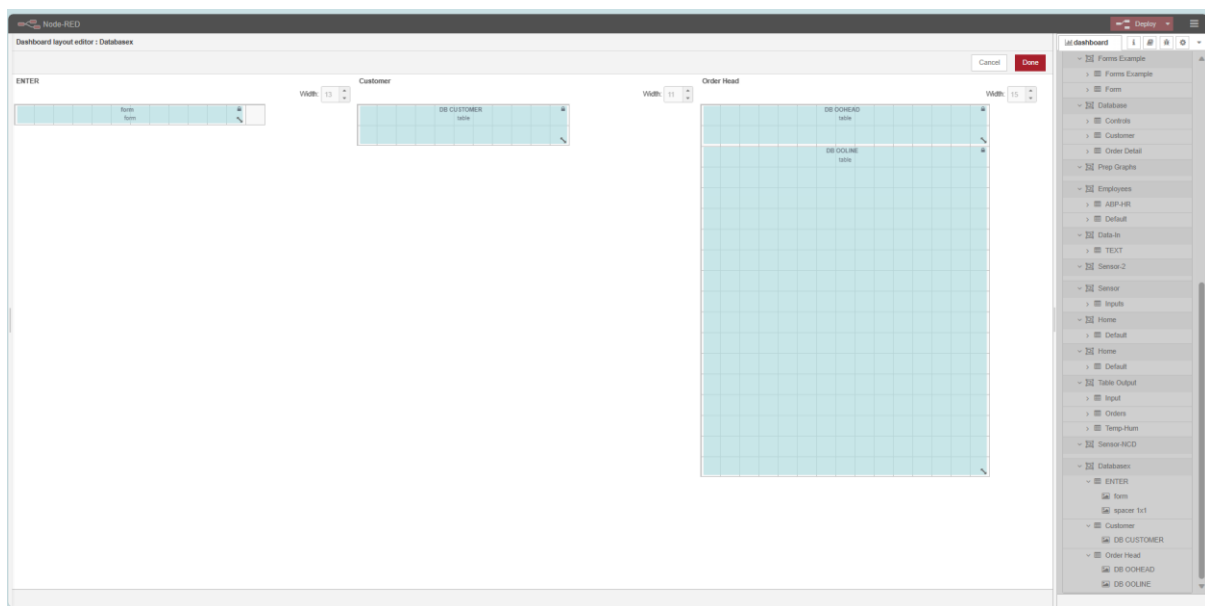 Node-RED
Deploy
Dashboard layout editor : Databasex
Cancel
Done
ENTER
Width: 13
form
form
Customer
Width: 11
DB CUSTOMER
table
Order Head
Width: 15
DB OOHEAD
table
DB OOLINE
table
dashboard
i
Forms Example
Forms Example
Form
Database
Controls
Customer
Order Detail
Prep Graphs
Employees
ABP-HR
Default
Data-In
TEXT
Sensor-2
Sensor
Inputs
Home
Default
Home
Default
Table Output
Input
Orders
Temp-Hum
Sensor-NCD
Databasex
ENTER
form
spacer 1x1
Customer
DB CUSTOMER
Order Head
DB OOHEAD
DB OOLINE